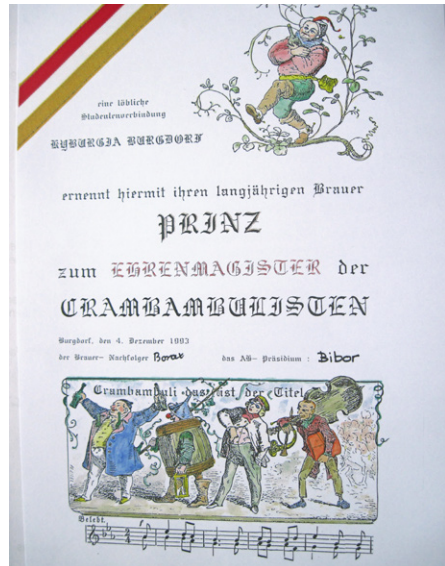 eine löbliche
Studentenverbindung
RYBURGIA BURGDORF
ernennt hiermit ihren langjährigen Brauer
PRINZ
zum EHRENMAGISTER der
CRAMBAMBULISTEN
Burgdorf, den 4. Dezember 1993
der Brauer- Nachfolger Borax das AH- Präsidium : Bibor
Crambambuli das ist der Titel
Belebt.